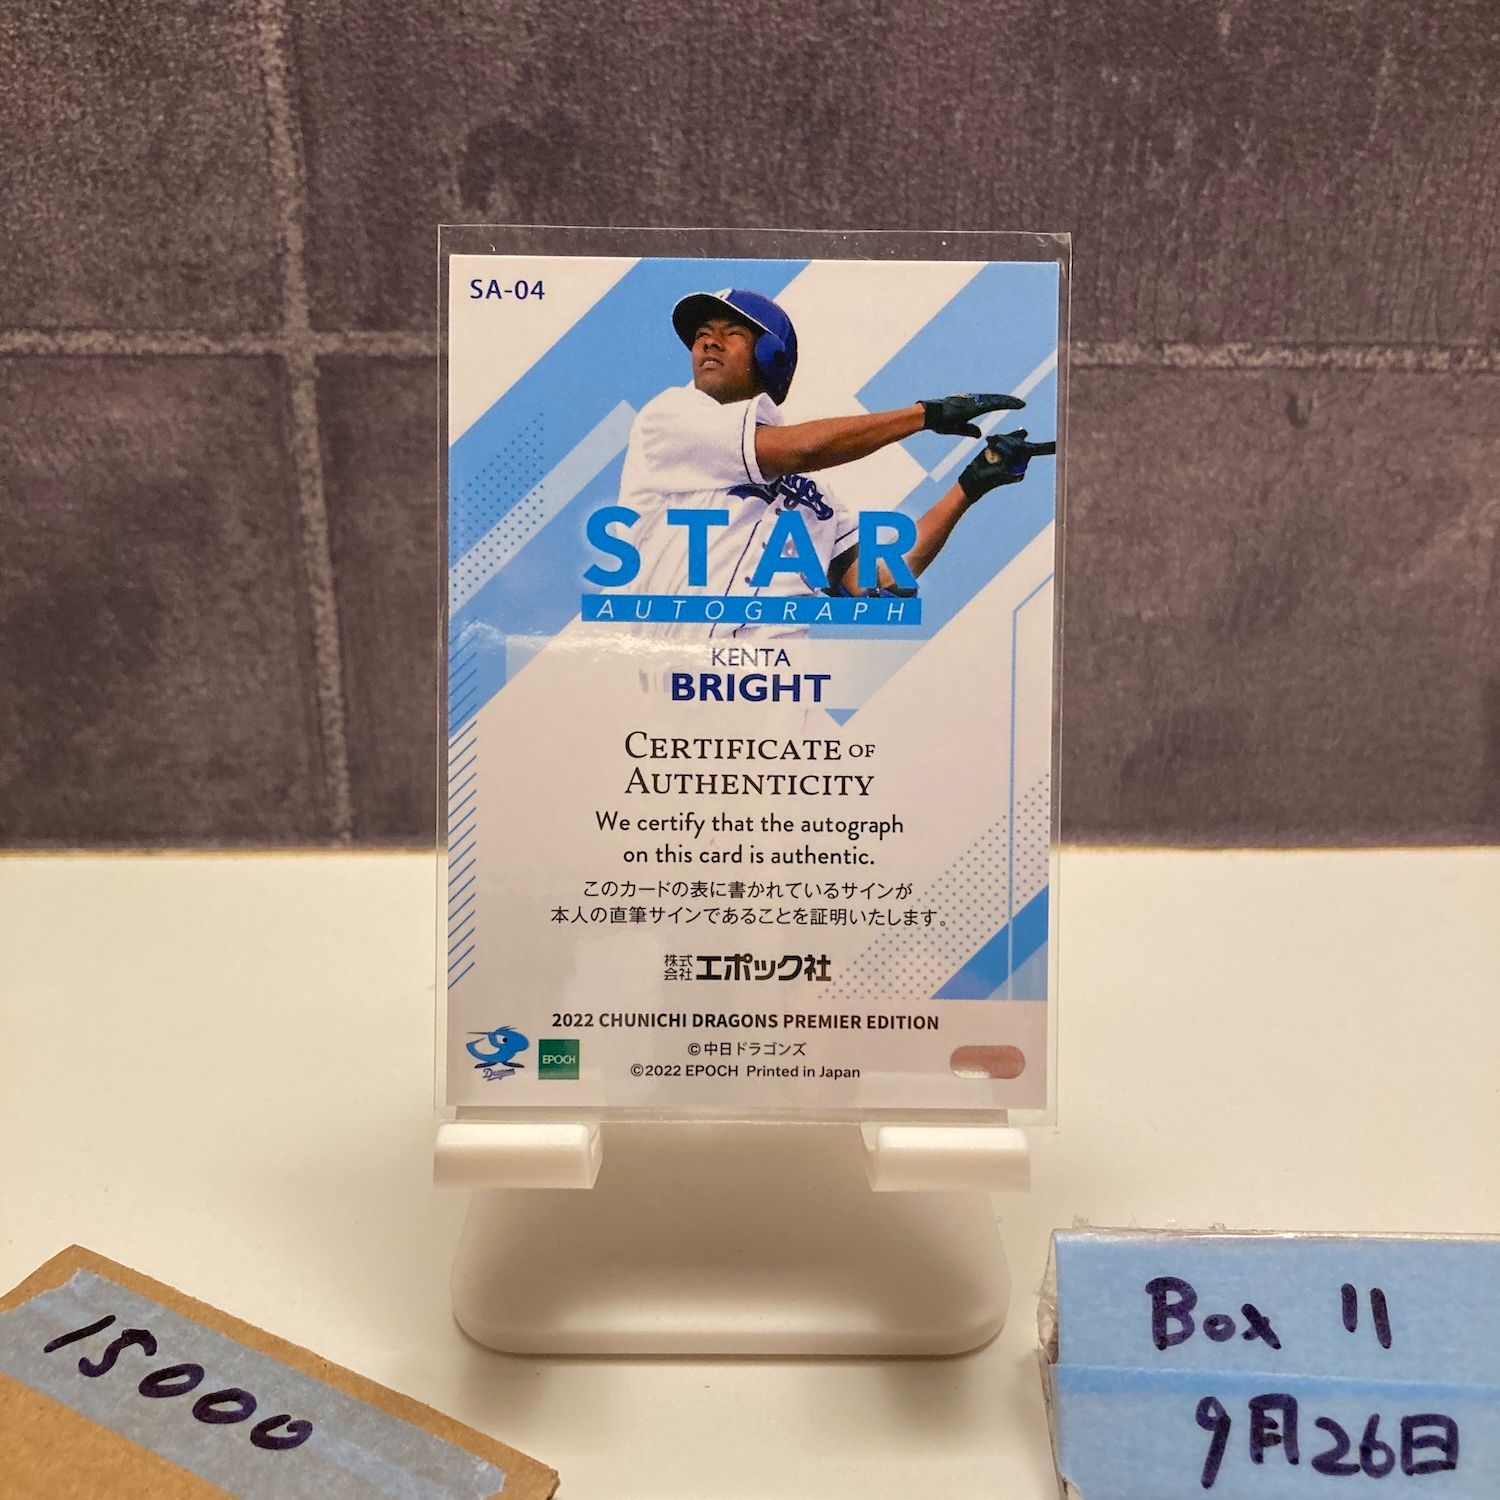 SA-04
STAR
AUTOGRAPH
KENTA
BRIGHT
CERTIFICATE OF
AUTHENTICITY
We certify that the autograph
on this card is authentic.
このカードの表に書かれているサインが
本人の直筆サインであることを証明いたします。
株式会社エポック社
2022 CHUNICHI DRAGONS PREMIER EDITION
©中日ドラゴンズ
©2022 EPOCH Printed in Japan
Dragons
EPOCH
15000
Box 11
9月26日